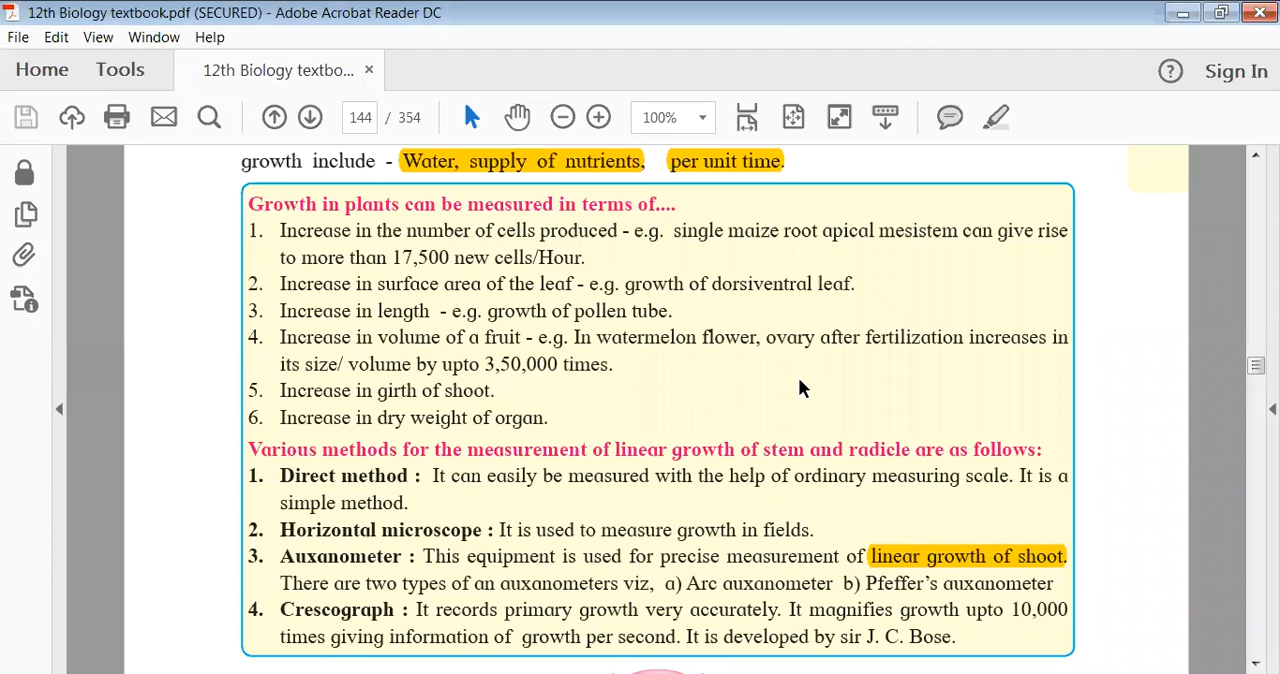 12th Biology textbook.pdf (SECURED) - Adobe Acrobat Reader DC
File Edit View Window Help
Home Tools 12th Biology textbo... × ? Sign In
144 / 354 100%
growth include - Water, supply of nutrients, per unit time.
Growth in plants can be measured in terms of....
1. Increase in the number of cells produced - e.g. single maize root apical mesistem can give rise
to more than 17,500 new cells/Hour.
2. Increase in surface area of the leaf - e.g. growth of dorsiventral leaf.
3. Increase in length - e.g. growth of pollen tube.
4. Increase in volume of a fruit - e.g. In watermelon flower, ovary after fertilization increases in
its size/ volume by upto 3,50,000 times.
5. Increase in girth of shoot.
6. Increase in dry weight of organ.
Various methods for the measurement of linear growth of stem and radicle are as follows:
1. Direct method : It can easily be measured with the help of ordinary measuring scale. It is a
simple method.
2. Horizontal microscope : It is used to measure growth in fields.
3. Auxanometer : This equipment is used for precise measurement of linear growth of shoot.
There are two types of an auxanometers viz, a) Arc auxanometer b) Pfeffer's auxanometer
4. Crescograph : It records primary growth very accurately. It magnifies growth upto 10,000
times giving information of growth per second. It is developed by sir J. C. Bose.